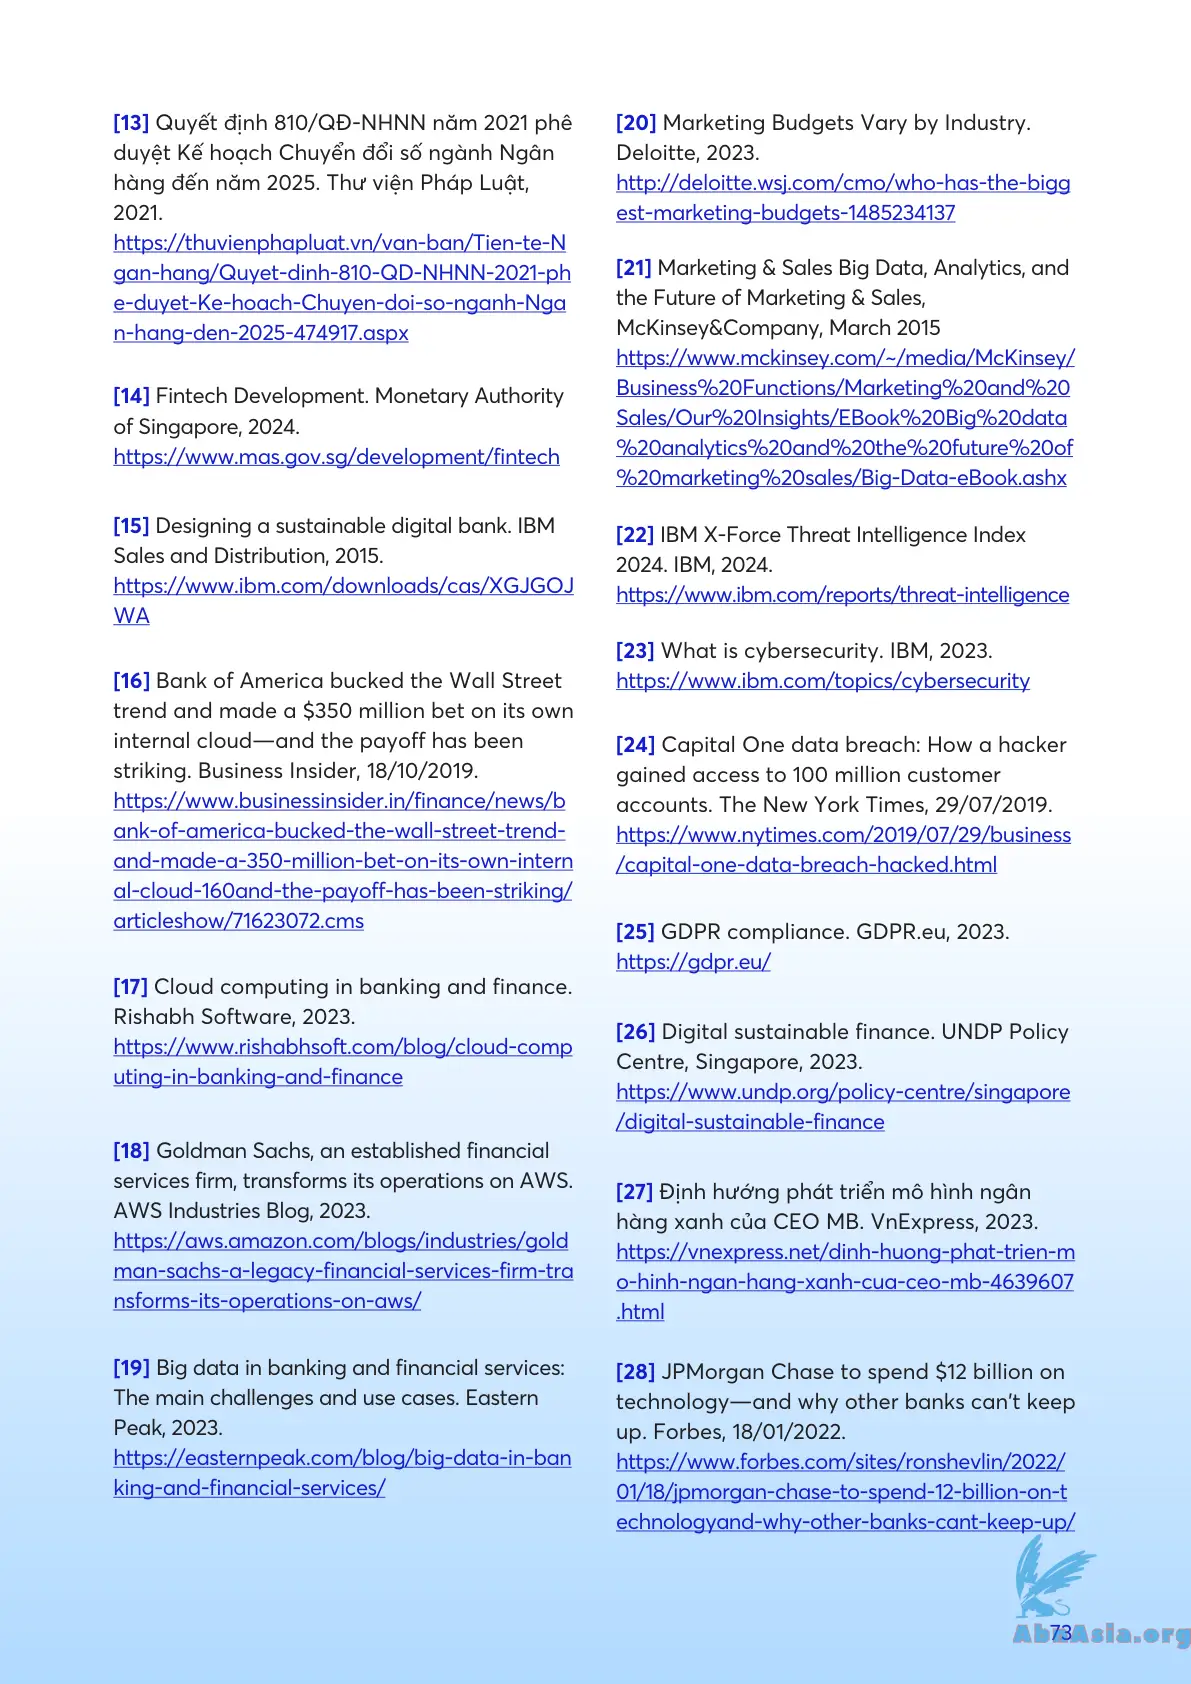 [13] Quyết định 810/QĐ-NHNN năm 2021 phê
duyệt Kế hoạch Chuyển đổi số ngành Ngân
hàng đến năm 2025. Thư viện Pháp Luật,
2021.
https://thuvienphapluat.vn/van-ban/Tien-te-N
gan-hang/Quyet-dinh-810-QD-NHNN-2021-ph
e-duyet-Ke-hoach-Chuyen-doi-so-nganh-Nga
n-hang-den-2025-474917.aspx
[14] Fintech Development. Monetary Authority
of Singapore, 2024.
https://www.mas.gov.sg/development/fintech
[15] Designing a sustainable digital bank. IBM
Sales and Distribution, 2015.
https://www.ibm.com/downloads/cas/XGJGOJ
WA
[16] Bank of America bucked the Wall Street
trend and made a $350 million bet on its own
internal cloud—and the payoff has been
striking. Business Insider, 18/10/2019.
https://www.businessinsider.in/finance/news/b
ank-of-america-bucked-the-wall-street-trend-
and-made-a-350-million-bet-on-its-own-intern
al-cloud-160and-the-payoff-has-been-striking/
articleshow/71623072.cms
[17] Cloud computing in banking and finance.
Rishabh Software, 2023.
https://www.rishabhsoft.com/blog/cloud-comp
uting-in-banking-and-finance
[18] Goldman Sachs, an established financial
services firm, transforms its operations on AWS.
AWS Industries Blog, 2023.
https://aws.amazon.com/blogs/industries/gold
man-sachs-a-legacy-financial-services-firm-tra
nsforms-its-operations-on-aws/
[19] Big data in banking and financial services:
The main challenges and use cases. Eastern
Peak, 2023.
https://easternpeak.com/blog/big-data-in-ban
king-and-financial-services/
[20] Marketing Budgets Vary by Industry.
Deloitte, 2023.
http://deloitte.wsj.com/cmo/who-has-the-bigg
est-marketing-budgets-1485234137
[21] Marketing & Sales Big Data, Analytics, and
the Future of Marketing & Sales,
McKinsey&Company, March 2015
https://www.mckinsey.com/~/media/McKinsey/
Business%20Functions/Marketing%20and%20
Sales/Our%20Insights/EBook%20Big%20data
%20analytics%20and%20the%20future%20of
%20marketing%20sales/Big-Data-eBook.ashx
[22] IBM X-Force Threat Intelligence Index
2024. IBM, 2024.
https://www.ibm.com/reports/threat-intelligence
[23] What is cybersecurity. IBM, 2023.
https://www.ibm.com/topics/cybersecurity
[24] Capital One data breach: How a hacker
gained access to 100 million customer
accounts. The New York Times, 29/07/2019.
https://www.nytimes.com/2019/07/29/business
/capital-one-data-breach-hacked.html
[25] GDPR compliance. GDPR.eu, 2023.
https://gdpr.eu/
[26] Digital sustainable finance. UNDP Policy
Centre, Singapore, 2023.
https://www.undp.org/policy-centre/singapore
/digital-sustainable-finance
[27] Định hướng phát triển mô hình ngân
hàng xanh của CEO MB. VnExpress, 2023.
https://vnexpress.net/dinh-huong-phat-trien-m
o-hinh-ngan-hang-xanh-cua-ceo-mb-4639607
.html
[28] JPMorgan Chase to spend $12 billion on
technology—and why other banks can't keep
up. Forbes, 18/01/2022.
https://www.forbes.com/sites/ronshevlin/2022/
01/18/jpmorgan-chase-to-spend-12-billion-on-t
echnologyand-why-other-banks-cant-keep-up/
73
AbzAsia.org